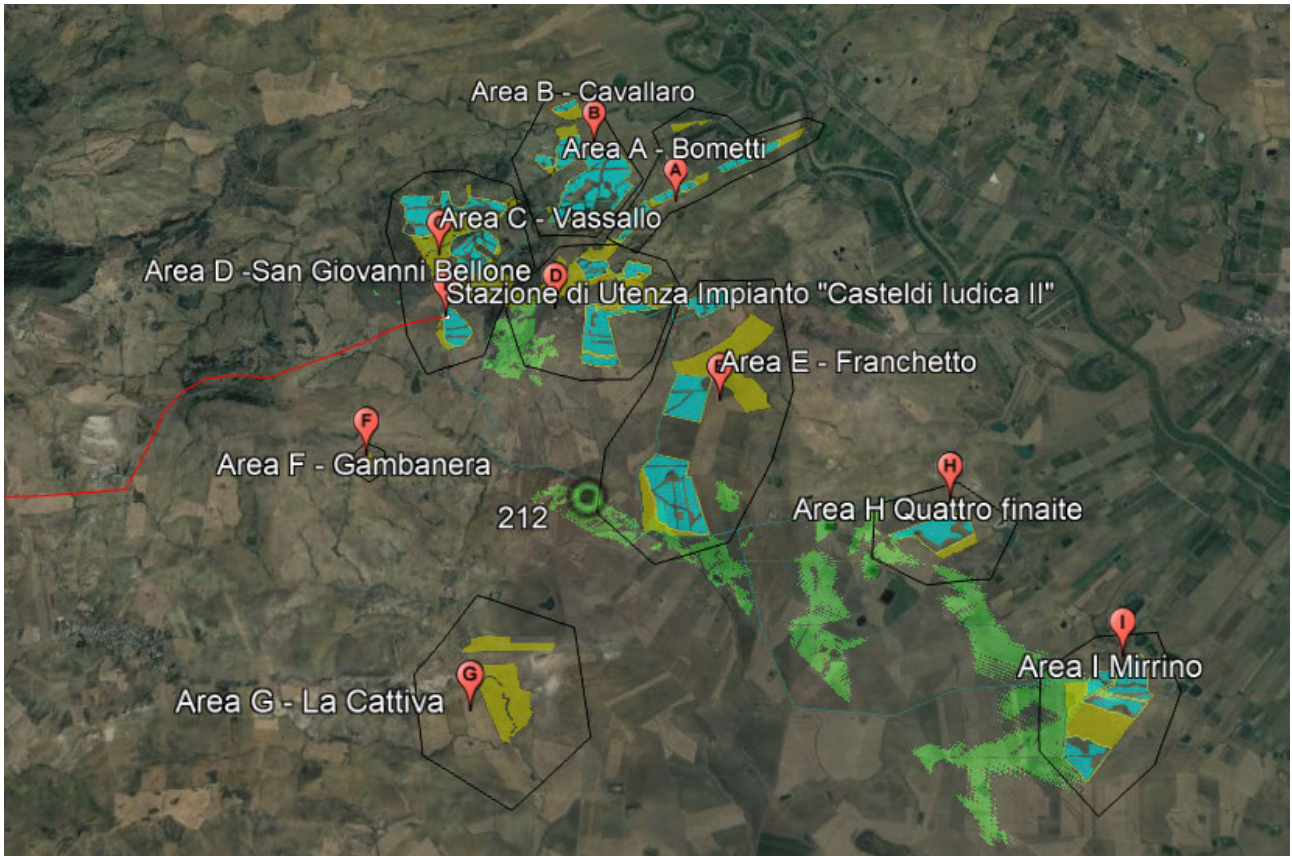 Area B - Cavallaro
B
Area A - Bometti
A
Area C - Vassallo
C
Area D -San Giovanni Bellone
D
Stazione di Utenza Impianto "Casteldi Iudica II"
Area E - Franchetto
E
F
Area F - Gambanera
H
212
Area H Quattro finaite
I
Area I Mirrino
G
Area G - La Cattiva